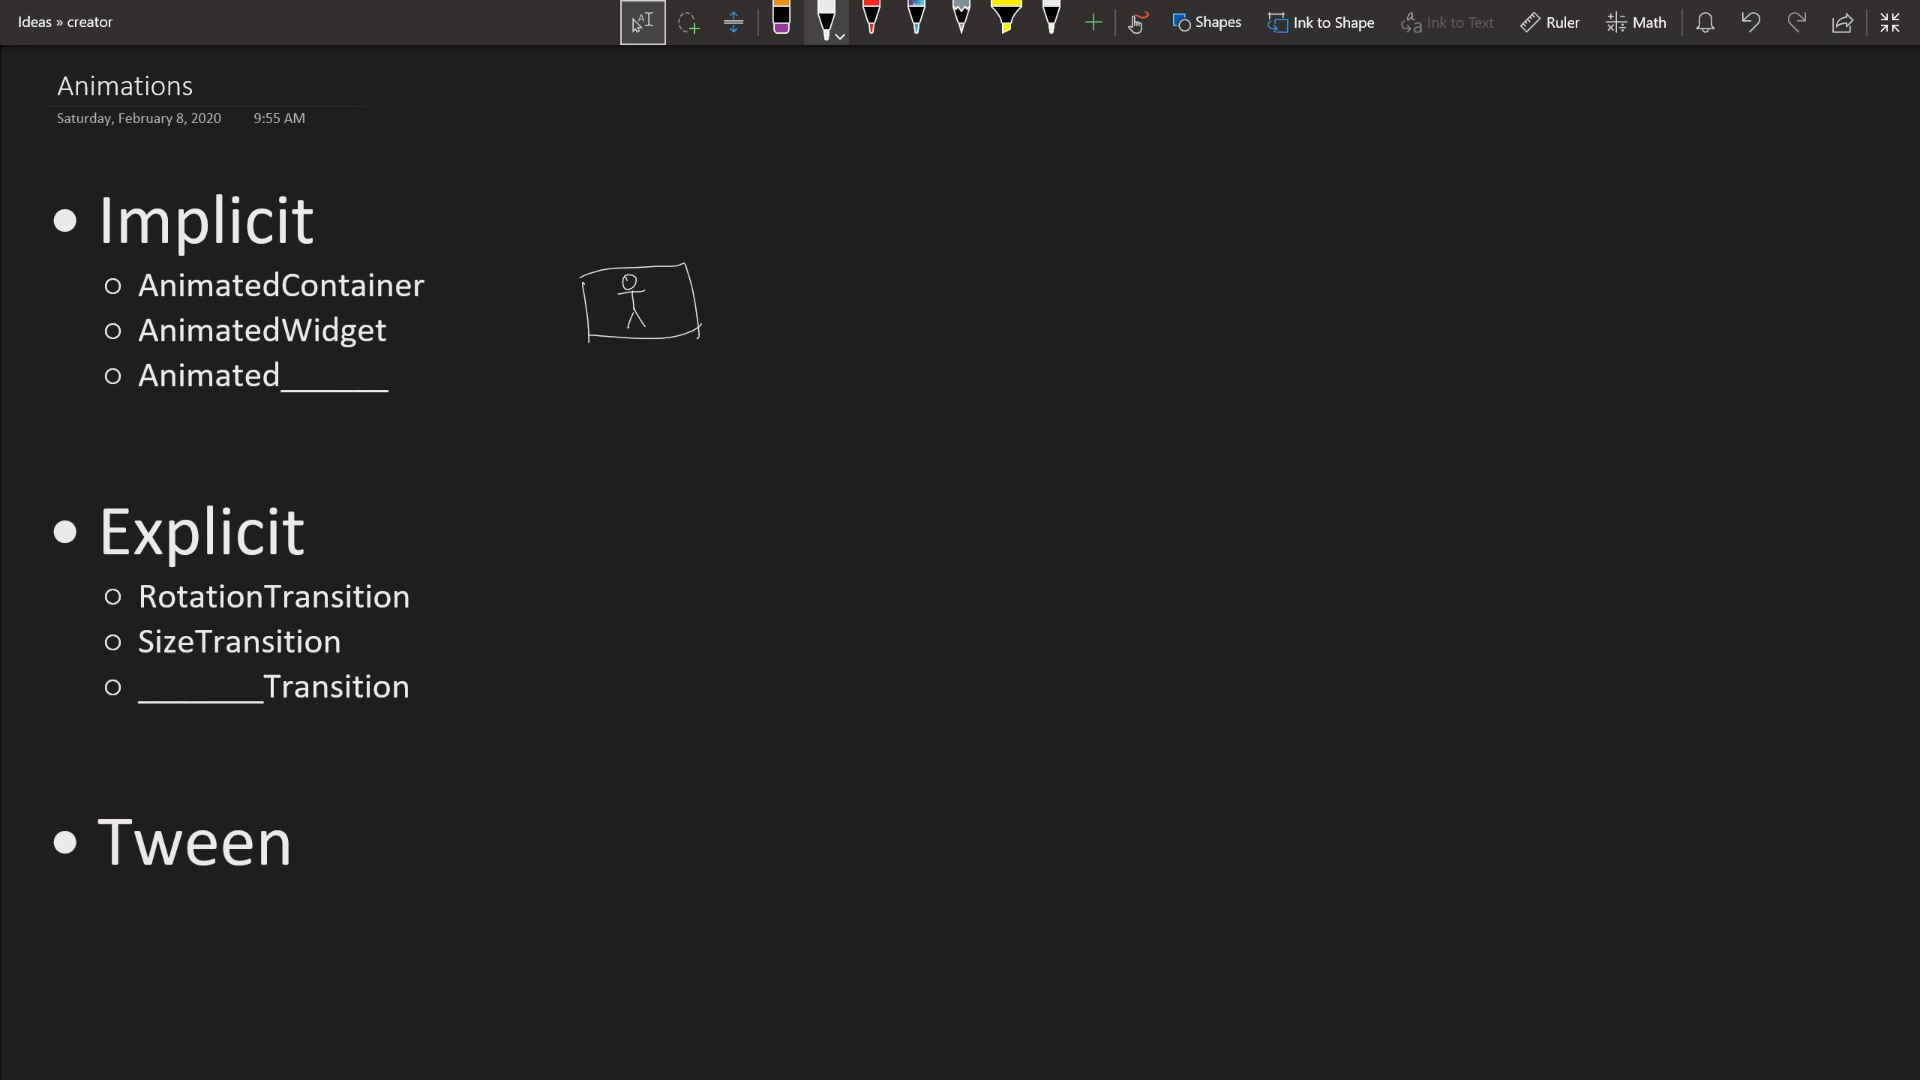 Ideas » creator
Shapes
Ink to Shape
Ink to Text
Ruler
Math
Animations
Saturday, February 8, 2020 9:55 AM
• Implicit
○ AnimatedContainer
○ AnimatedWidget
○ Animated______
• Explicit
○ RotationTransition
○ SizeTransition
○ _______Transition
• Tween